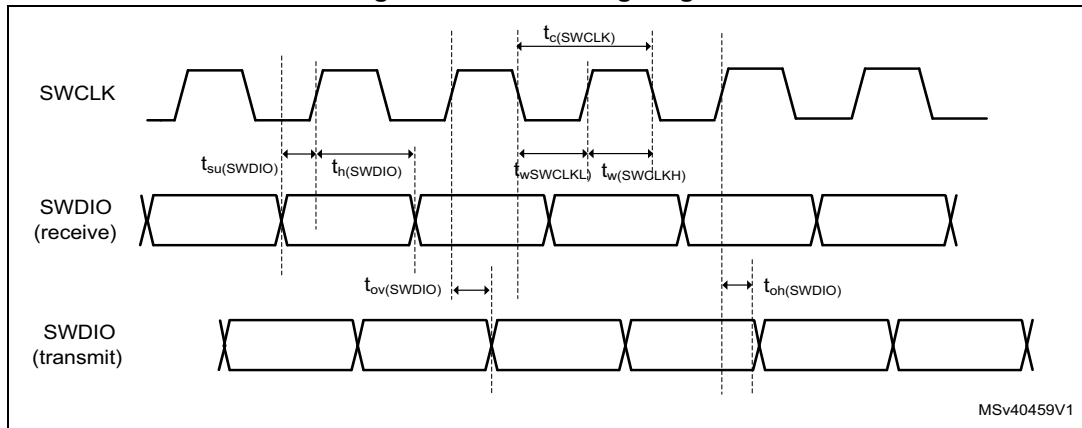 tc(SWCLK)
SWCLK
tsu(SWDIO) th(SWDIO) twSWCLKL) tw(SWCLKH)
SWDIO
(receive)
tov(SWDIO) toh(SWDIO)
SWDIO
(transmit)
MSv40459V1